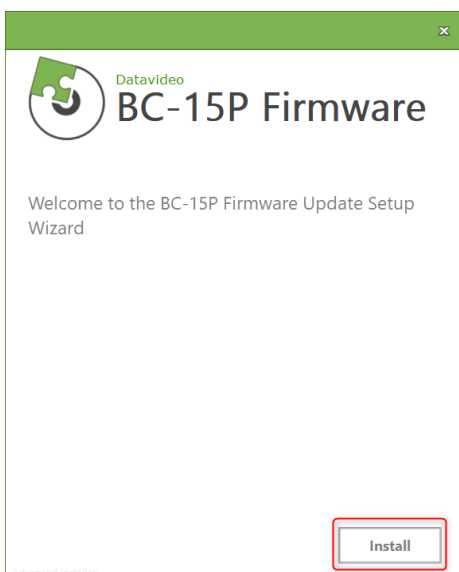 Datavideo
BC-15P Firmware
Welcome to the BC-15P Firmware Update Setup
Wizard
Install